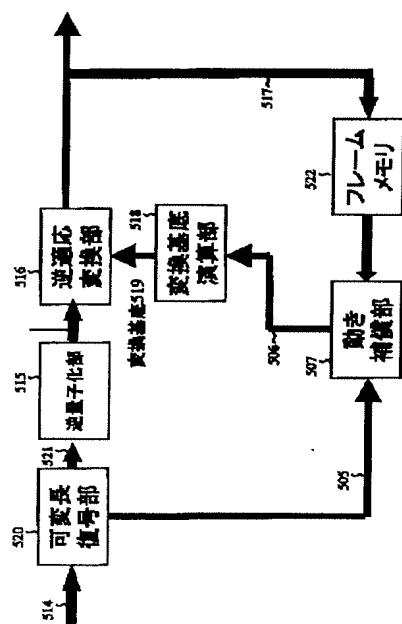 514
520
可変長
復号部
521
515
逆量子化部
516
逆適応
変換部
変換基底519
518
変換基底
演算部
517
506
522
フレーム
メモリ
507
動き
補償部
505